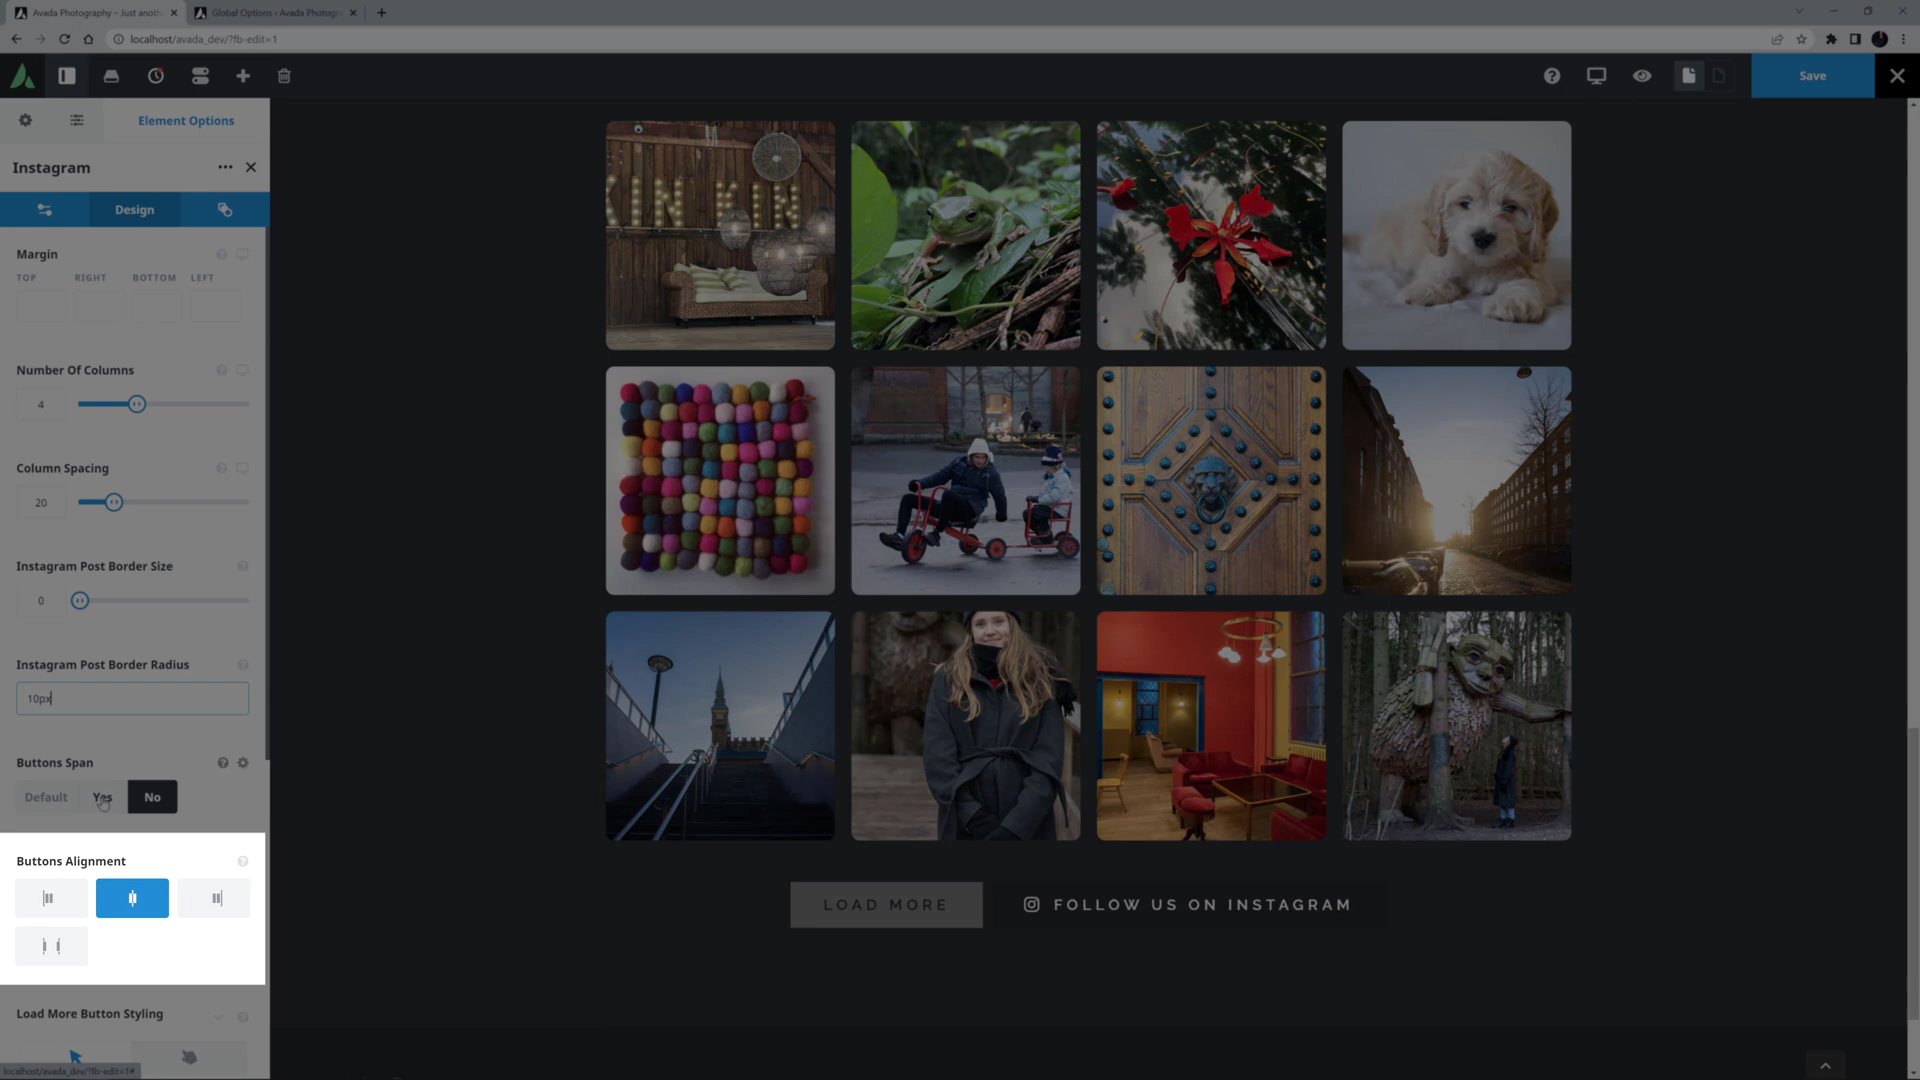 Avada Photography – Just anoth
Global Options ‹ Avada Photogra
localhost/avada_dev/?fb-edit=1
Save
Element Options
Instagram
Design
Margin
TOP RIGHT BOTTOM LEFT
Number Of Columns
4
Column Spacing
20
Instagram Post Border Size
0
Instagram Post Border Radius
10px
Buttons Span
Default Yes No
Buttons Alignment
Load More Button Styling
localhost/avada_dev/?fb-edit=1#
KIN KIN
LOAD MORE
FOLLOW US ON INSTAGRAM